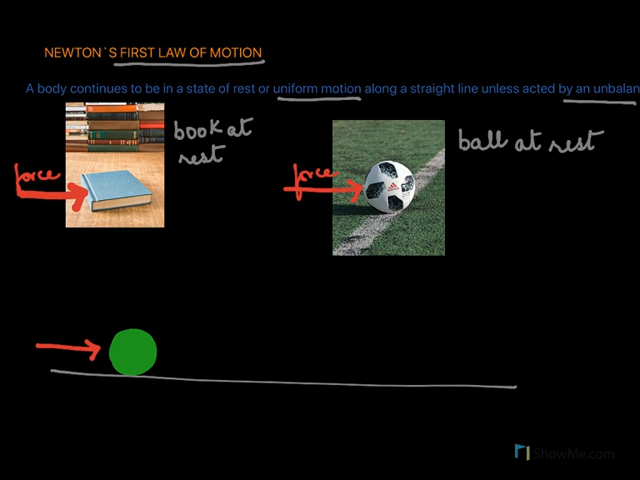 NEWTON`S FIRST LAW OF MOTION
A body continues to be in a state of rest or uniform motion along a straight line unless acted by an unbalan
book at
rest
ball at rest
force
force
ShowMe.com